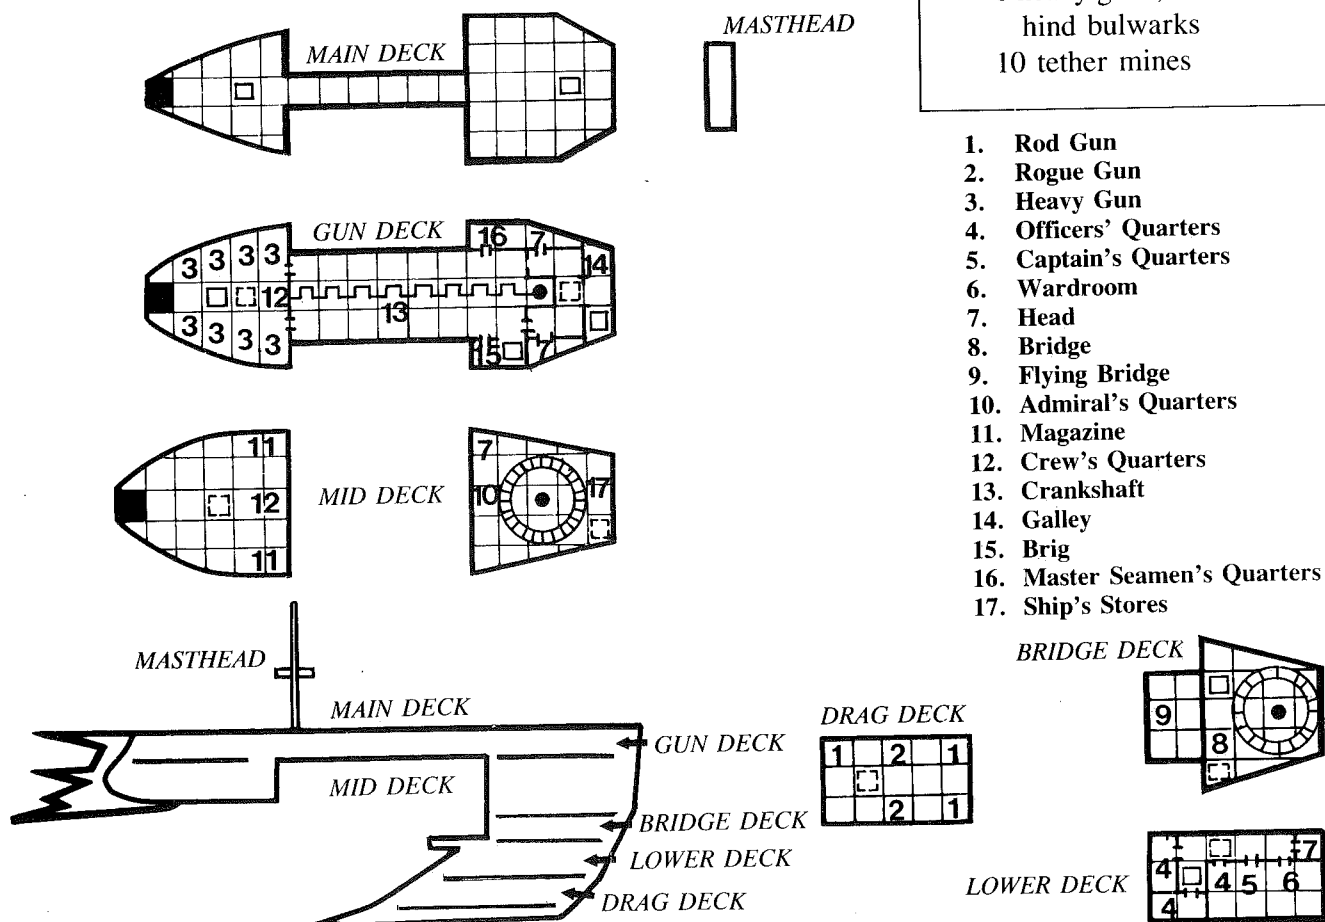 hind bulwarks
10 tether mines
MASTHEAD
MAIN DECK
1. Rod Gun
2. Rogue Gun
3. Heavy Gun
4. Officers' Quarters
5. Captain's Quarters
6. Wardroom
7. Head
8. Bridge
9. Flying Bridge
10. Admiral's Quarters
11. Magazine
12. Crew's Quarters
13. Crankshaft
14. Galley
15. Brig
16. Master Seamen's Quarters
17. Ship's Stores
GUN DECK
16 7
3 3 3 3 14
12
13
3 3 3 3 15 7
MID DECK
11 7
12 10 17
11
MASTHEAD
MAIN DECK
GUN DECK
MID DECK
BRIDGE DECK
LOWER DECK
DRAG DECK
DRAG DECK
1 2 1
2 1
BRIDGE DECK
9
8
LOWER DECK
4 4 5 6 7
4